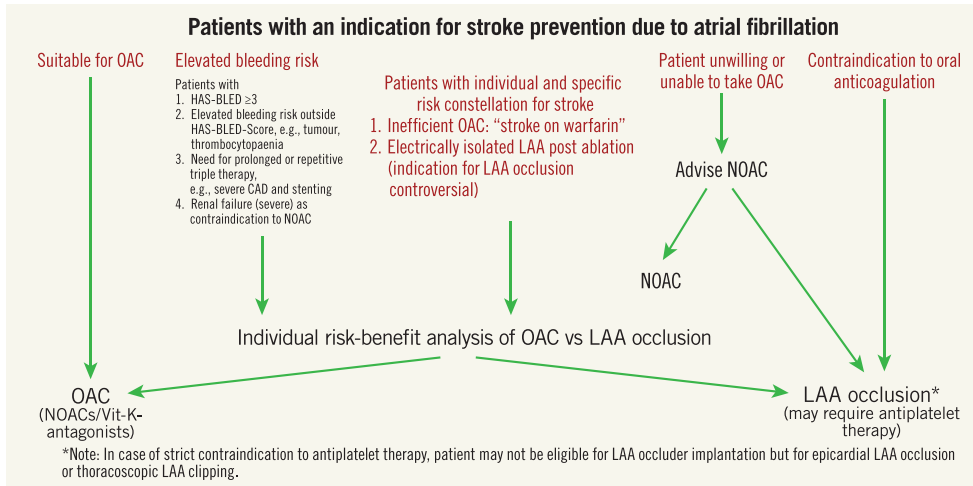 Patients with an indication for stroke prevention due to atrial fibrillation
Suitable for OAC
Elevated bleeding risk
Patients with
1. HAS-BLED ≥3
2. Elevated bleeding risk outside
HAS-BLED-Score, e.g., tumour,
thrombocytopaenia
3. Need for prolonged or repetitive
triple therapy,
e.g., severe CAD and stenting
4. Renal failure (severe) as
contraindication to NOAC
Patients with individual and specific
risk constellation for stroke
1. Inefficient OAC: “stroke on warfarin”
2. Electrically isolated LAA post ablation
(indication for LAA occlusion
controversial)
Patient unwilling or
unable to take OAC
Contraindication to oral
anticoagulation
Advise NOAC
NOAC
Individual risk-benefit analysis of OAC vs LAA occlusion
OAC
(NOACs/Vit-K-
antagonists)
LAA occlusion*
(may require antiplatelet
therapy)
*Note: In case of strict contraindication to antiplatelet therapy, patient may not be eligible for LAA occluder implantation but for epicardial LAA occlusion
or thoracoscopic LAA clipping.